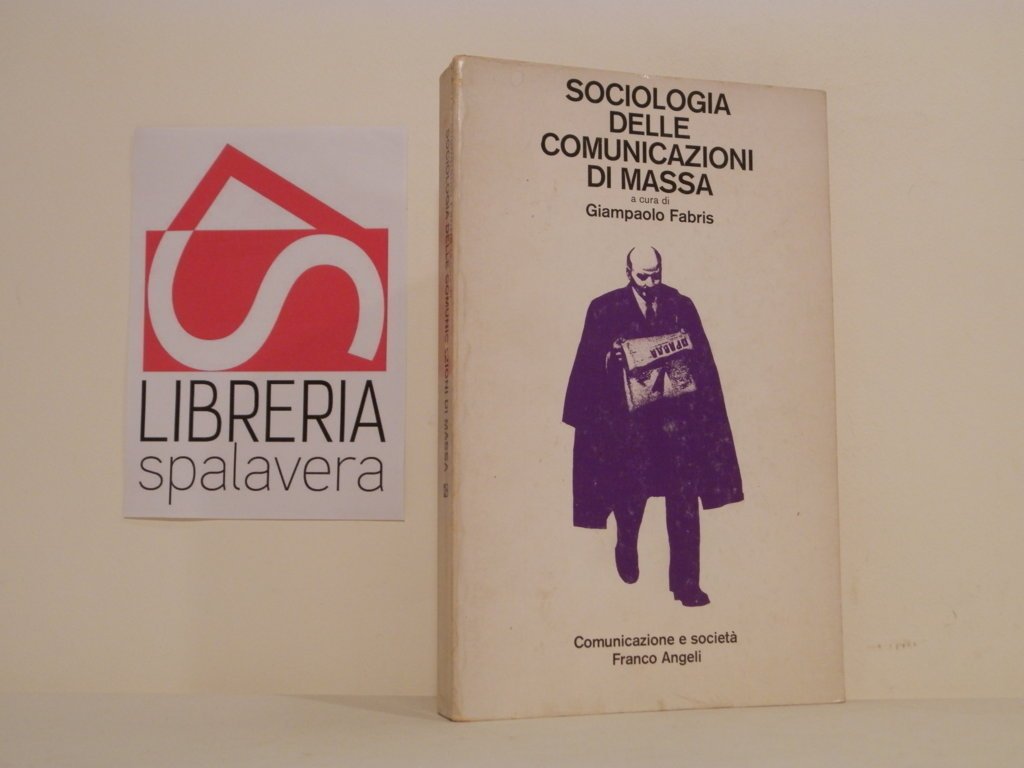 LIBRERIA
spalavera
SOCIOLOGIA DELLE COMUNICAZIONI DI MASSA
SOCIOLOGIA
DELLE
COMUNICAZIONI
DI MASSA
a cura di
Giampaolo Fabris
Comunicazione e società
Franco Angeli